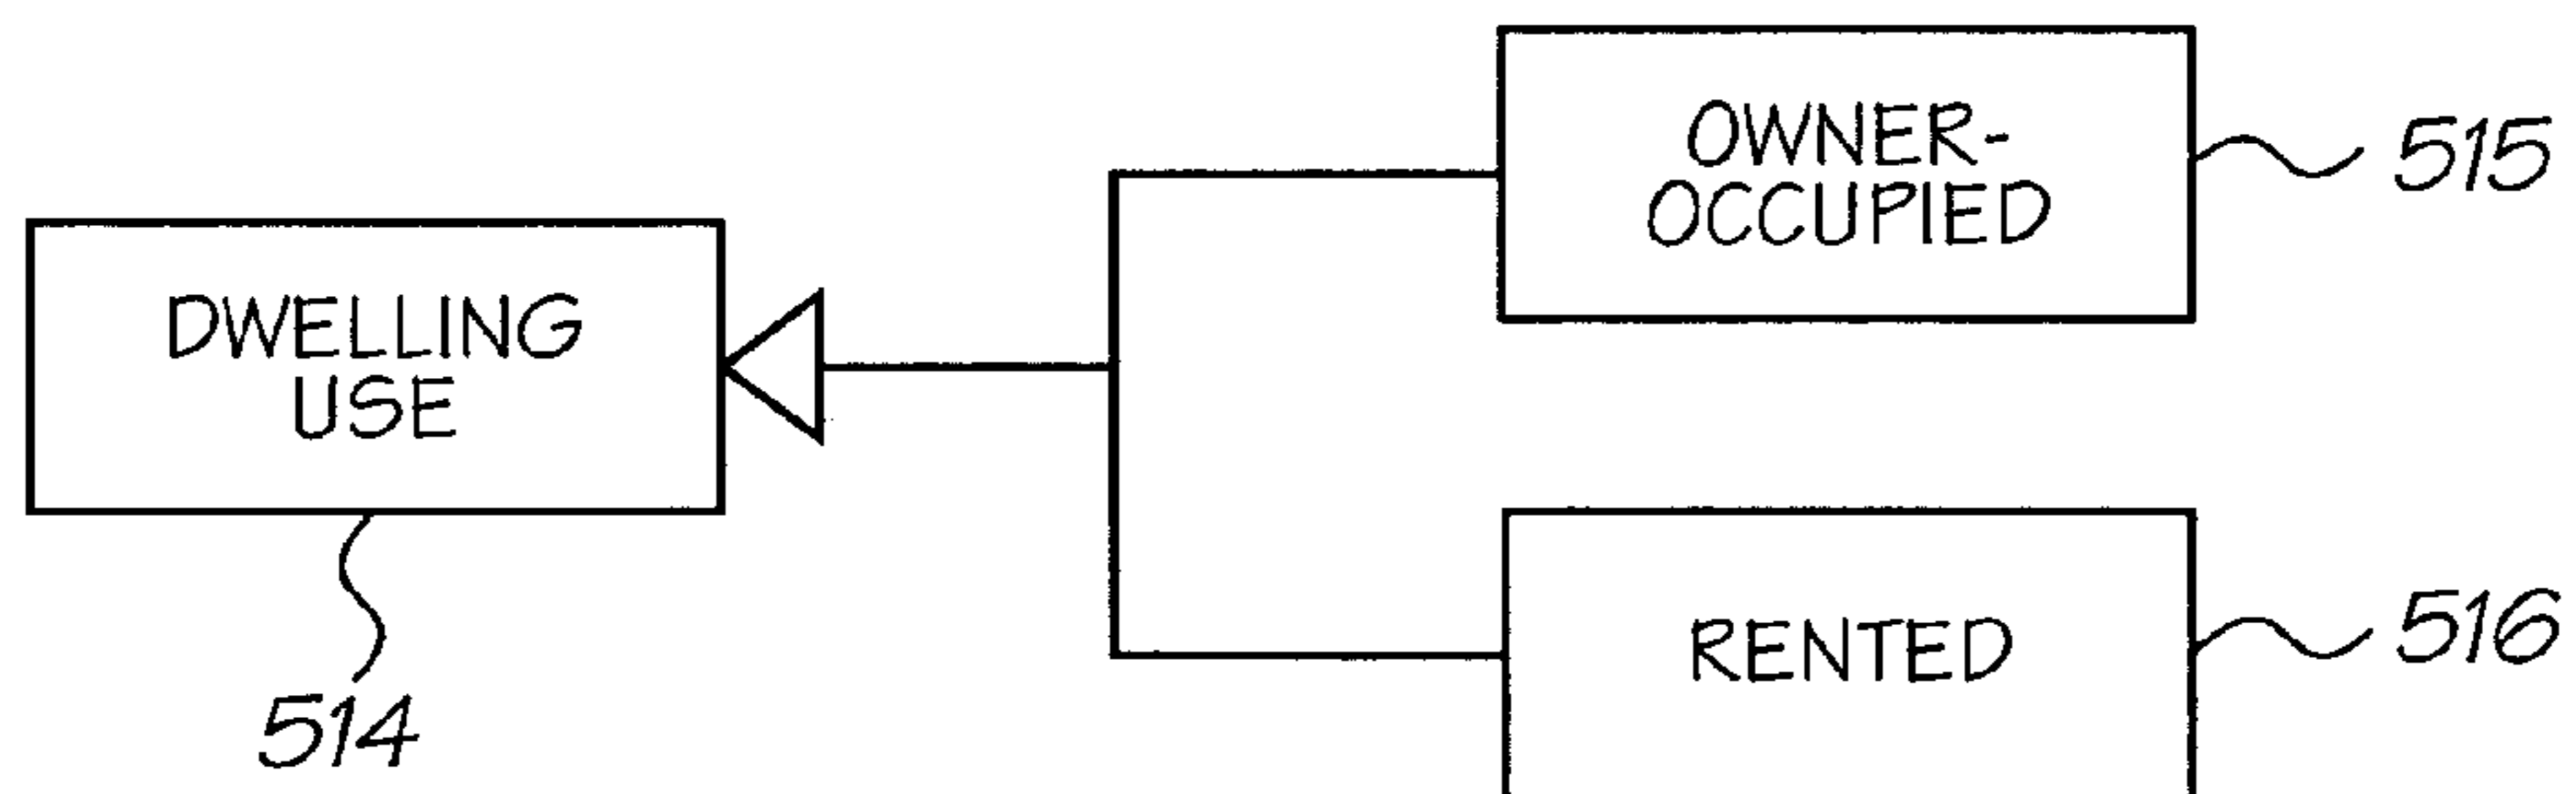 OWNER-
OCCUPIED
515
DWELLING
USE
514
RENTED
516